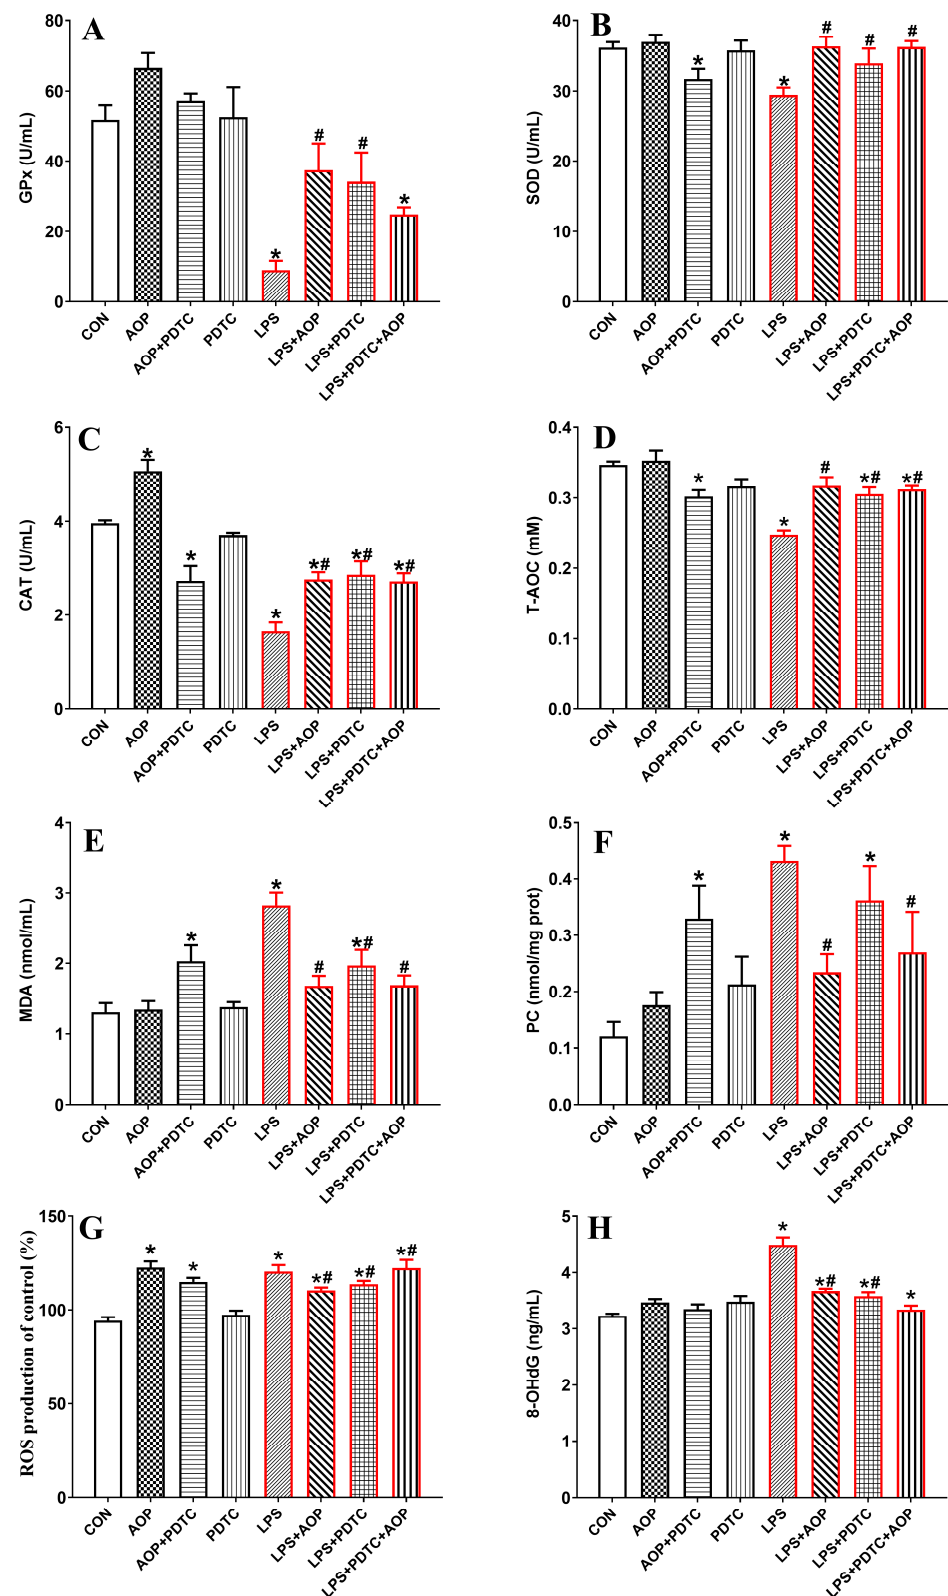 A
GPx (U/mL)
80
60
40
20
0
*
#
#
*
CON
AOP
AOP+PDTC
PDTC
LPS
LPS+AOP
LPS+PDTC
LPS+PDTC+AOP
B
SOD (U/mL)
40
30
20
10
0
*
*
#
#
#
CON
AOP
AOP+PDTC
PDTC
LPS
LPS+AOP
LPS+PDTC
LPS+PDTC+AOP
C
CAT (U/mL)
6
4
2
0
*
*
*
*#
*#
*#
CON
AOP
AOP+PDTC
PDTC
LPS
LPS+AOP
LPS+PDTC
LPS+PDTC+AOP
D
T-AOC (mM)
0.4
0.3
0.2
0.1
0.0
*
*
#
*#
*#
CON
AOP
AOP+PDTC
PDTC
LPS
LPS+AOP
LPS+PDTC
LPS+PDTC+AOP
E
MDA (nmol/mL)
4
3
2
1
0
*
*
#
*#
#
CON
AOP
AOP+PDTC
PDTC
LPS
LPS+AOP
LPS+PDTC
LPS+PDTC+AOP
F
PC (nmol/mg prot)
0.5
0.4
0.3
0.2
0.1
0.0
*
*
#
*
#
CON
AOP
AOP+PDTC
PDTC
LPS
LPS+AOP
LPS+PDTC
LPS+PDTC+AOP
G
ROS production of control (%)
150
100
50
0
*
*
*
*#
*#
*#
CON
AOP
AOP+PDTC
PDTC
LPS
LPS+AOP
LPS+PDTC
LPS+PDTC+AOP
H
8-OHdG (ng/mL)
5
4
3
2
1
0
*
*#
*#
*
CON
AOP
AOP+PDTC
PDTC
LPS
LPS+AOP
LPS+PDTC
LPS+PDTC+AOP